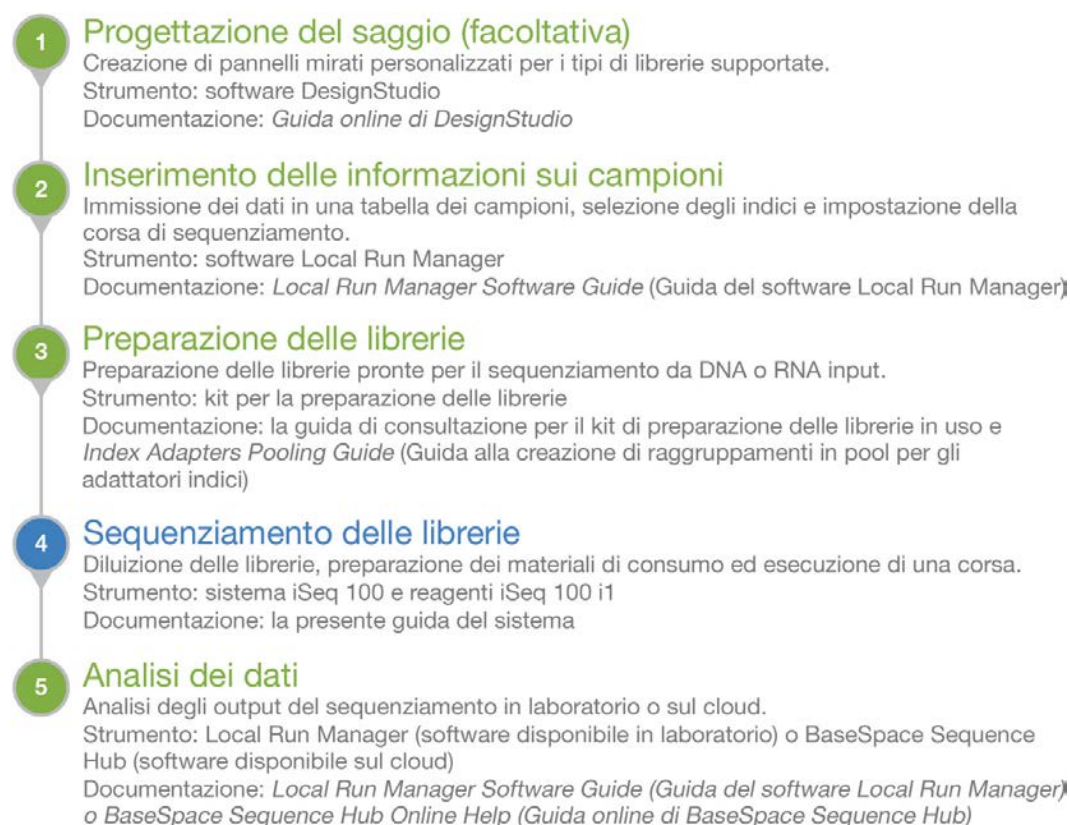 1
Progettazione del saggio (facoltativa)
Creazione di pannelli mirati personalizzati per i tipi di librerie supportate.
Strumento: software DesignStudio
Documentazione: Guida online di DesignStudio
2
Inserimento delle informazioni sui campioni
Immissione dei dati in una tabella dei campioni, selezione degli indici e impostazione della
corsa di sequenziamento.
Strumento: software Local Run Manager
Documentazione: Local Run Manager Software Guide (Guida del software Local Run Manager)
3
Preparazione delle librerie
Preparazione delle librerie pronte per il sequenziamento da DNA o RNA input.
Strumento: kit per la preparazione delle librerie
Documentazione: la guida di consultazione per il kit di preparazione delle librerie in uso e
Index Adapters Pooling Guide (Guida alla creazione di raggruppamenti in pool per gli
adattatori indici)
4
Sequenziamento delle librerie
Diluizione delle librerie, preparazione dei materiali di consumo ed esecuzione di una corsa.
Strumento: sistema iSeq 100 e reagenti iSeq 100 i1
Documentazione: la presente guida del sistema
5
Analisi dei dati
Analisi degli output del sequenziamento in laboratorio o sul cloud.
Strumento: Local Run Manager (software disponibile in laboratorio) o BaseSpace Sequence
Hub (software disponibile sul cloud)
Documentazione: Local Run Manager Software Guide (Guida del software Local Run Manager)
o BaseSpace Sequence Hub Online Help (Guida online di BaseSpace Sequence Hub)